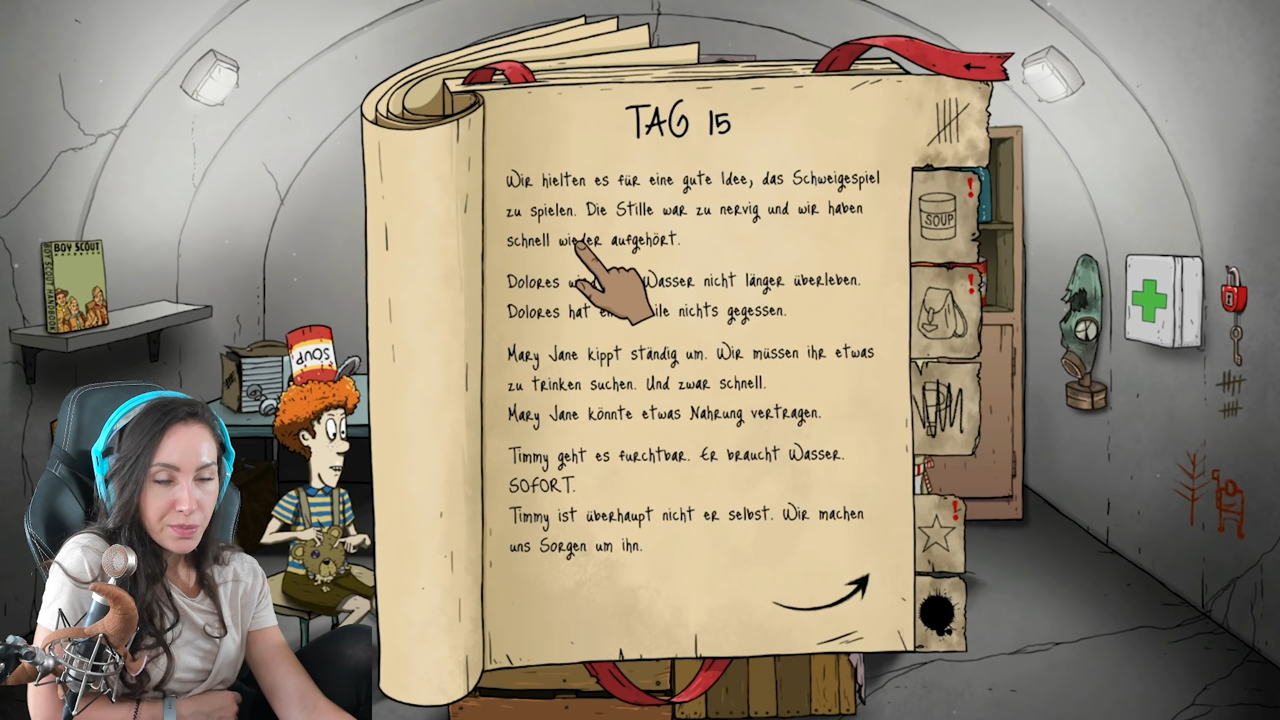 TAG 15
Wir hielten es für eine gute Idee, das Schweigespiel
zu spielen. Die Stille war zu nervig und wir haben
schnell wieder aufgehört.
Dolores Wasser nicht länger überleben.
Dolores hat nichts gegessen.
Mary Jane kippt ständig um. Wir müssen ihr etwas
zu trinken suchen. Und zwar schnell.
Mary Jane könnte etwas Nahrung vertragen.
Timmy geht es furchtbar. Er braucht Wasser.
SOFORT.
Timmy ist überhaupt nicht er selbst. Wir machen
uns Sorgen um ihn.
SOUP
BOY SCOUT
BOY SCOUT HANDBOOK
SOUP